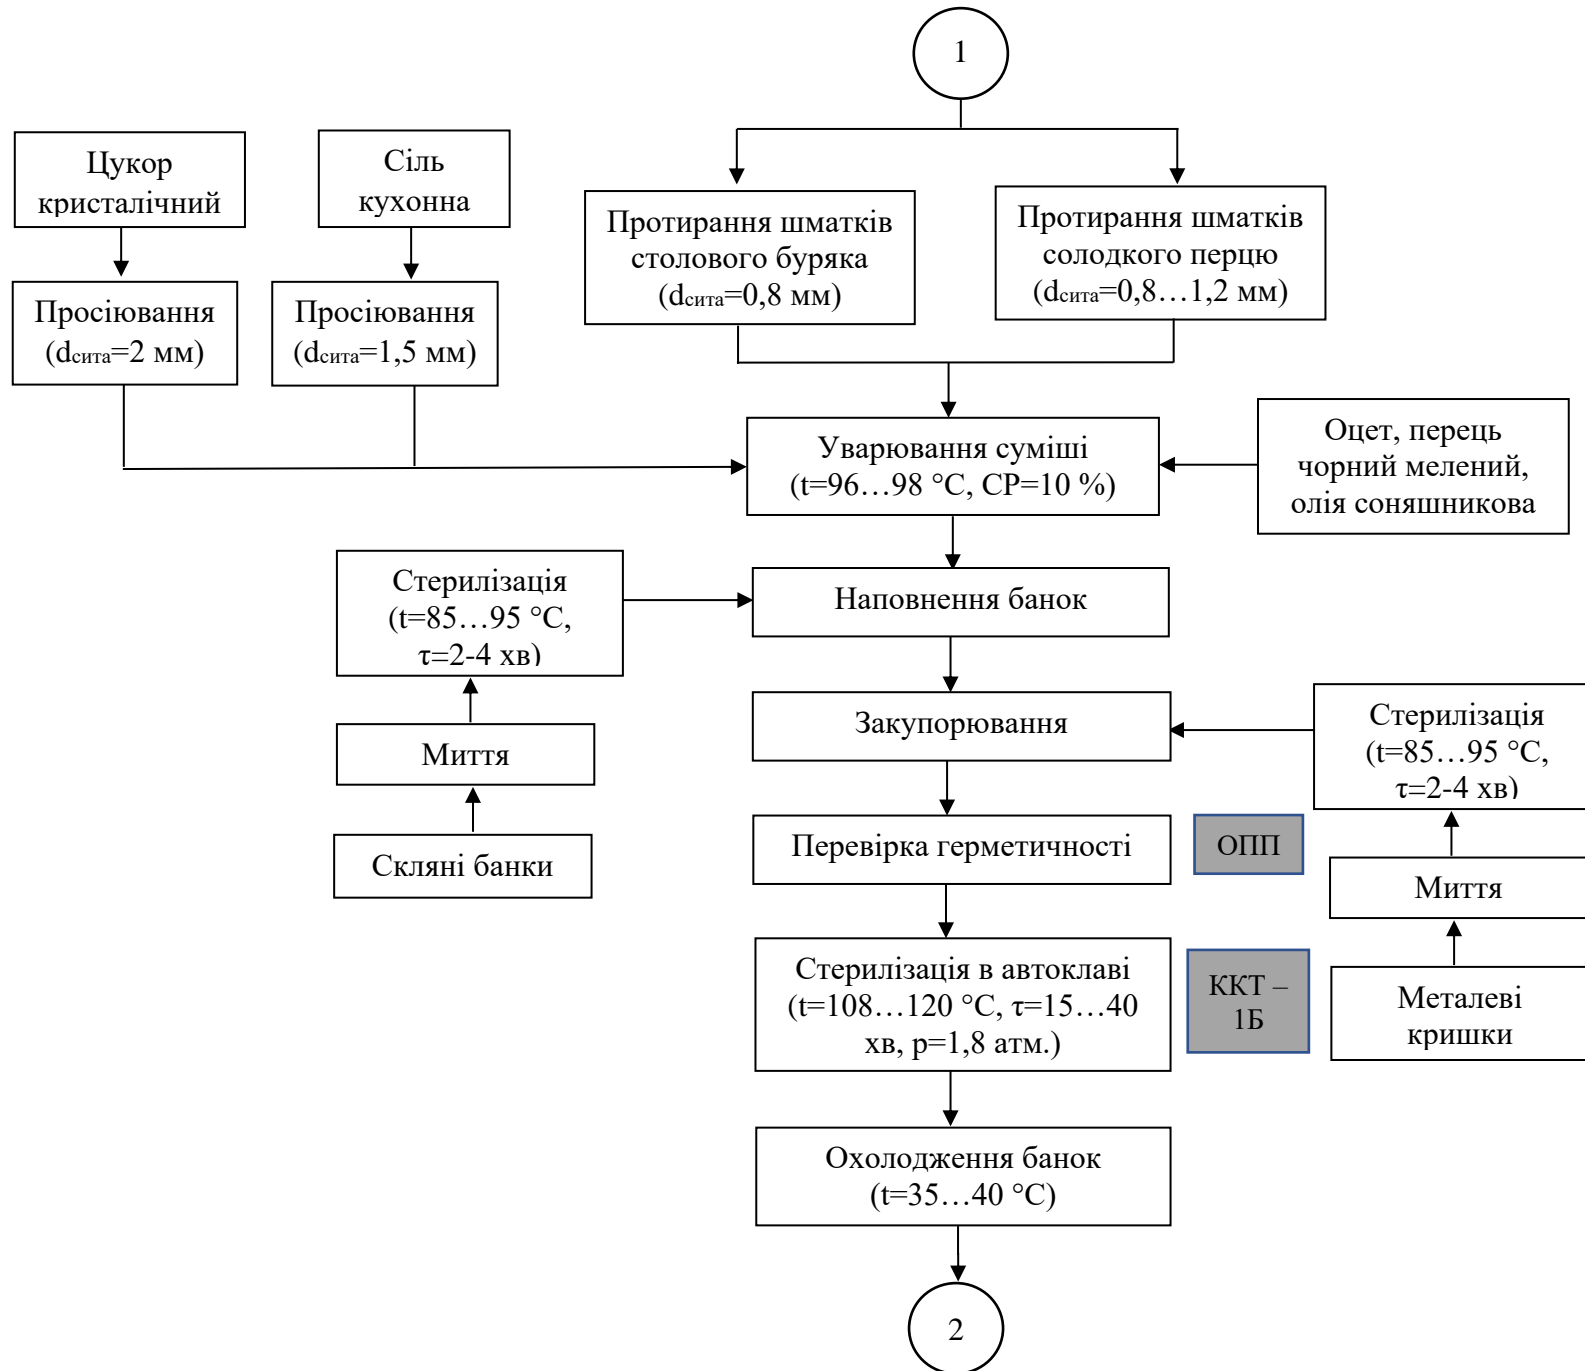 1
Цукор
кристалічний
Сіль
кухонна
Протирання шматків
столового буряка
(dсита=0,8 мм)
Протирання шматків
солодкого перцю
(dсита=0,8…1,2 мм)
Просіювання
(dсита=2 мм)
Просіювання
(dсита=1,5 мм)
Уварювання суміші
(t=96…98 °С, СР=10 %)
Оцет, перець
чорний мелений,
олія соняшникова
Стерилізація
(t=85…95 °С,
τ=2-4 хв)
Наповнення банок
Миття
Скляні банки
Закупорювання
Стерилізація
(t=85…95 °С,
τ=2-4 хв)
Перевірка герметичності
ОПП
Миття
Стерилізація в автоклаві
(t=108…120 °С, τ=15…40
хв, р=1,8 атм.)
ККТ –
1Б
Металеві
кришки
Охолодження банок
(t=35…40 °С)
2